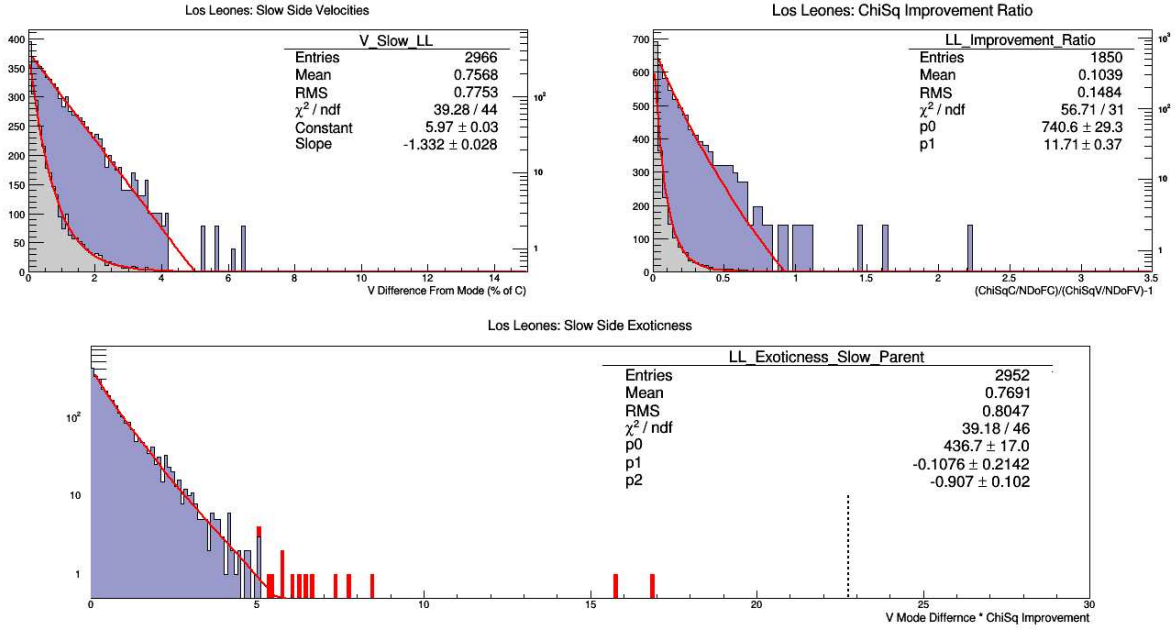 Los Leones: Slow Side Velocities
V_Slow_LL
Entries 2966
Mean 0.7568
RMS 0.7753
χ² / ndf 39.28 / 44
Constant 5.97 ± 0.03
Slope -1.332 ± 0.028
400
350
300
250
200
150
100
50
0
10²
10
1
0 2 4 6 8 10 12 14
V Difference From Mode (% of C)
Los Leones: ChiSq Improvement Ratio
LL_Improvement_Ratio
Entries 1850
Mean 0.1039
RMS 0.1484
χ² / ndf 56.71 / 31
p0 740.6 ± 29.3
p1 11.71 ± 0.37
700
600
500
400
300
200
100
0
10³
10²
10
1
0 0.5 1 1.5 2 2.5 3 3.5
(ChiSqC/NDoFC)/(ChiSqV/NDoFV)-1
Los Leones: Slow Side Exoticness
LL_Exoticness_Slow_Parent
Entries 2952
Mean 0.7691
RMS 0.8047
χ² / ndf 39.18 / 46
p0 436.7 ± 17.0
p1 -0.1076 ± 0.2142
p2 -0.907 ± 0.102
10²
10
1
0 5 10 15 20 25 30
V Mode Differnce * ChiSq Improvement